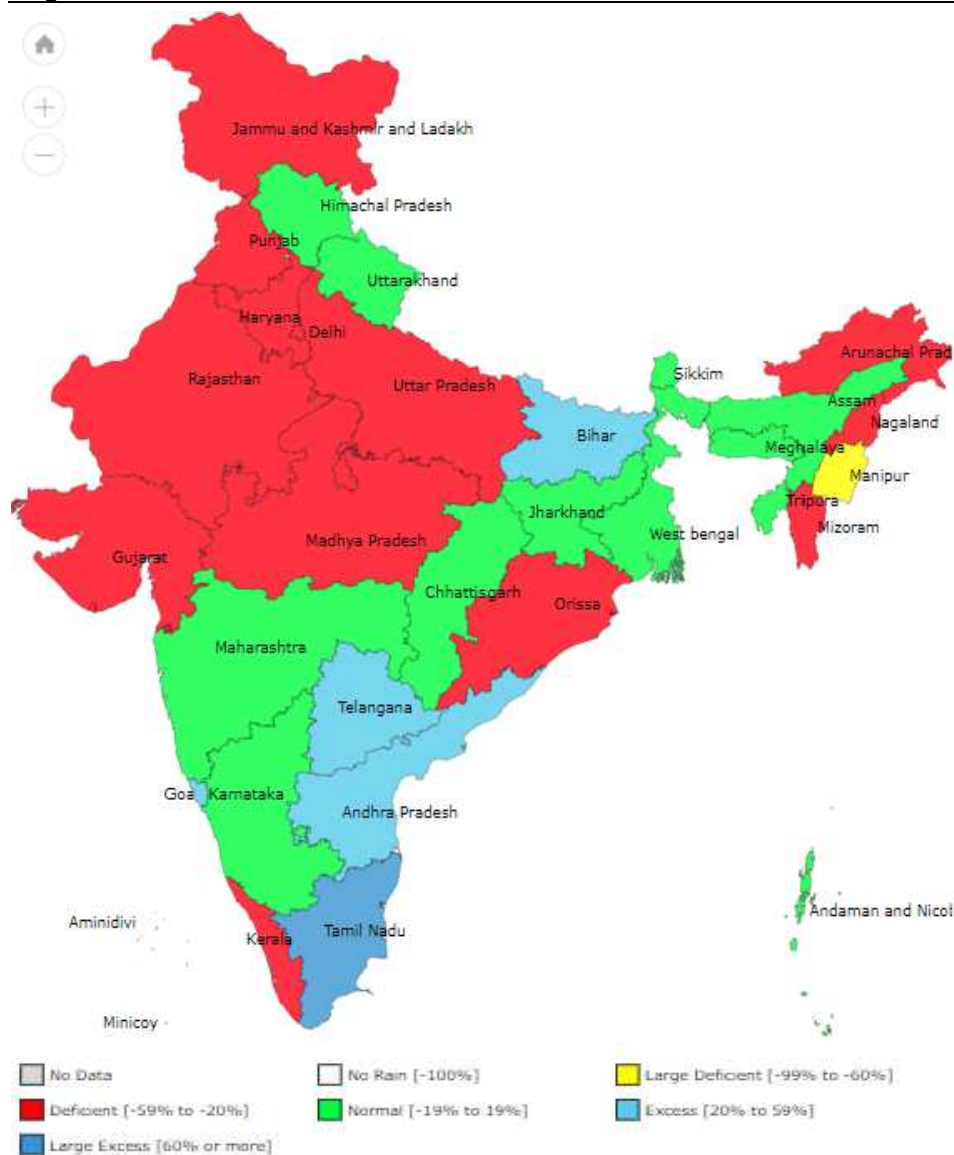 Jammu and Kashmir and Ladakh
Himachal Pradesh
Punjab
Uttarakhand
Haryana
Delhi
Rajasthan
Uttar Pradesh
Sikkim
Arunachal Prad
Assam
Nagaland
Bihar
Meghalaya
Manipur
Tripora
Mizoram
Jharkhand
West bengal
Madhya Pradesh
Gujarat
Chhattisgarh
Orissa
Maharashtra
Telangana
Goa
Karnataka
Andhra Pradesh
Andaman and Nicob
Aminidivi
Kerala
Tamil Nadu
Minicoy
No Data
No Rain [-100%]
Large Deficient [-99% to -60%]
Deficient [-59% to -20%]
Normal [-19% to 19%]
Excess [20% to 59%]
Large Excess [60% or more]